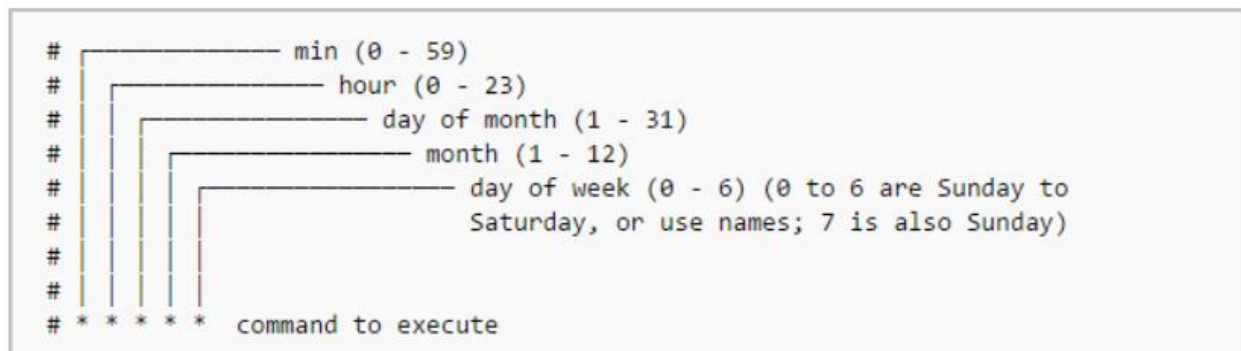 # min (0 - 59)
# hour (0 - 23)
# day of month (1 - 31)
# month (1 - 12)
# day of week (0 - 6) (0 to 6 are Sunday to
# Saturday, or use names; 7 is also Sunday)
#
#
# * * * * * command to execute